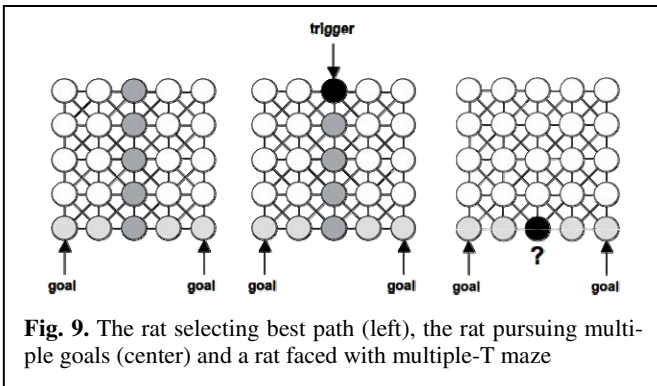 trigger
goal goal goal goal ? goal goal
Fig. 9. The rat selecting best path (left), the rat pursuing multi-
ple goals (center) and a rat faced with multiple-T maze